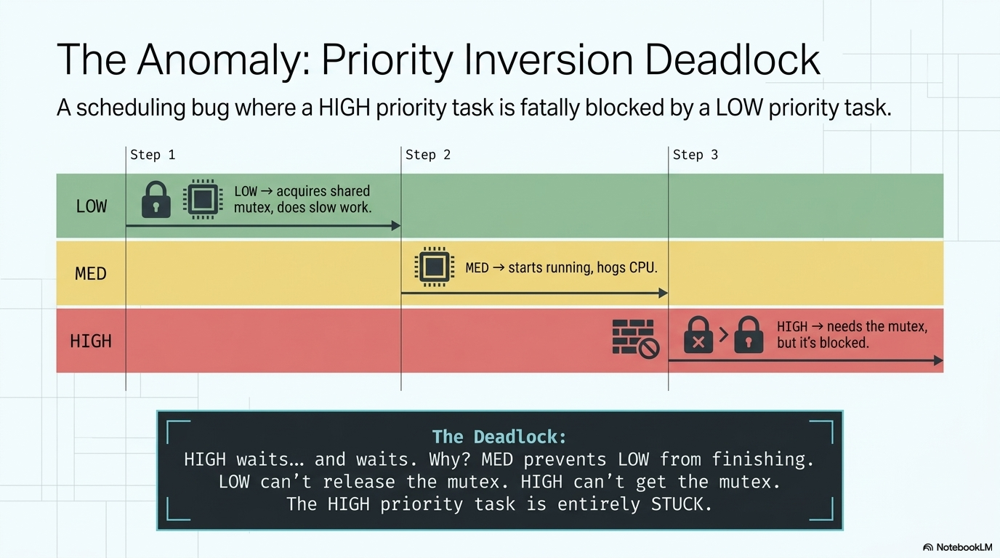 The Anomaly: Priority Inversion Deadlock
A scheduling bug where a HIGH priority task is fatally blocked by a LOW priority task.
Step 1
Step 2
Step 3
LOW
LOW → acquires shared
mutex, does slow work.
MED
MED → starts running, hogs CPU.
HIGH
HIGH → needs the mutex,
but it's blocked.
The Deadlock:
HIGH waits... and waits. Why? MED prevents LOW from finishing.
LOW can't release the mutex. HIGH can't get the mutex.
The HIGH priority task is entirely STUCK.
NotebookLM